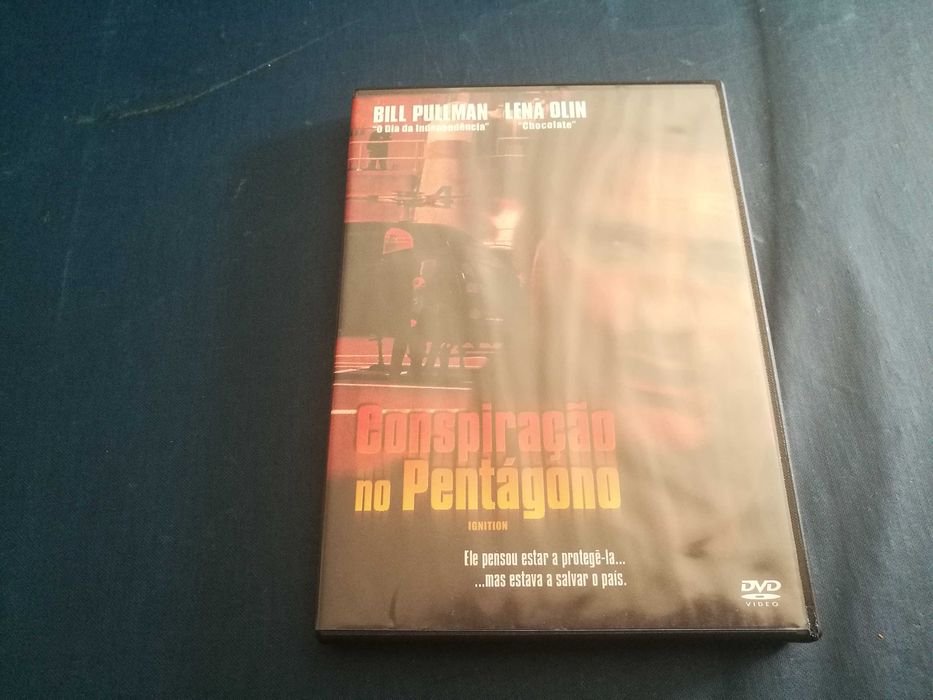 BILL PULLMAN LENA OLIN
"O Dia da Independência" "Chocolate"
Conspiração
no Pentágono
IGNITION
Ele pensou estar a protegê-la...
...mas estava a salvar o país.
DVD
VIDEO